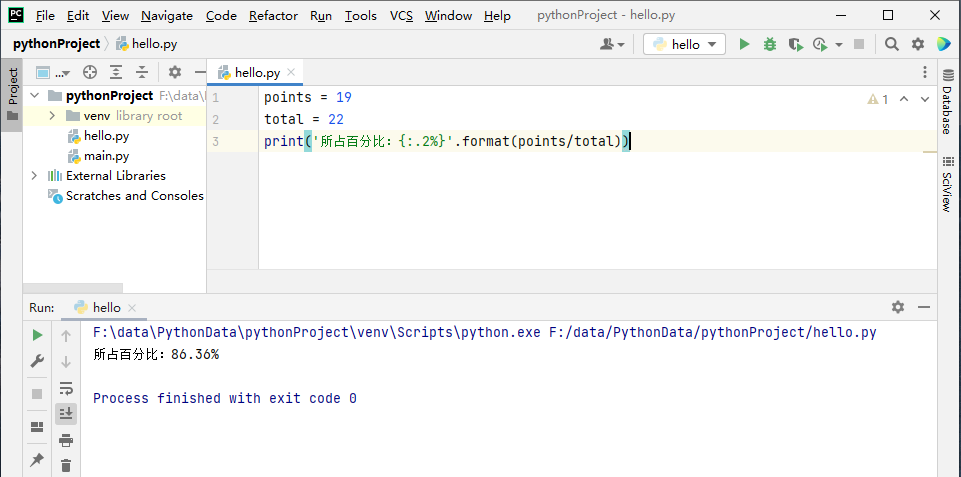 PC File Edit View Navigate Code Refactor Run Tools VCS Window Help pythonProject - hello.py
pythonProject hello.py hello
Project
... hello.py
pythonProject F:\data\
venv library root
hello.py
main.py
External Libraries
Scratches and Consoles
1 points = 19
2 total = 22
3 print('所占百分比：{:.2%}'.format(points/total))
1
Database
SciView
Run: hello
F:\data\PythonData\pythonProject\venv\Scripts\python.exe F:/data/PythonData/pythonProject/hello.py
所占百分比：86.36%
Process finished with exit code 0